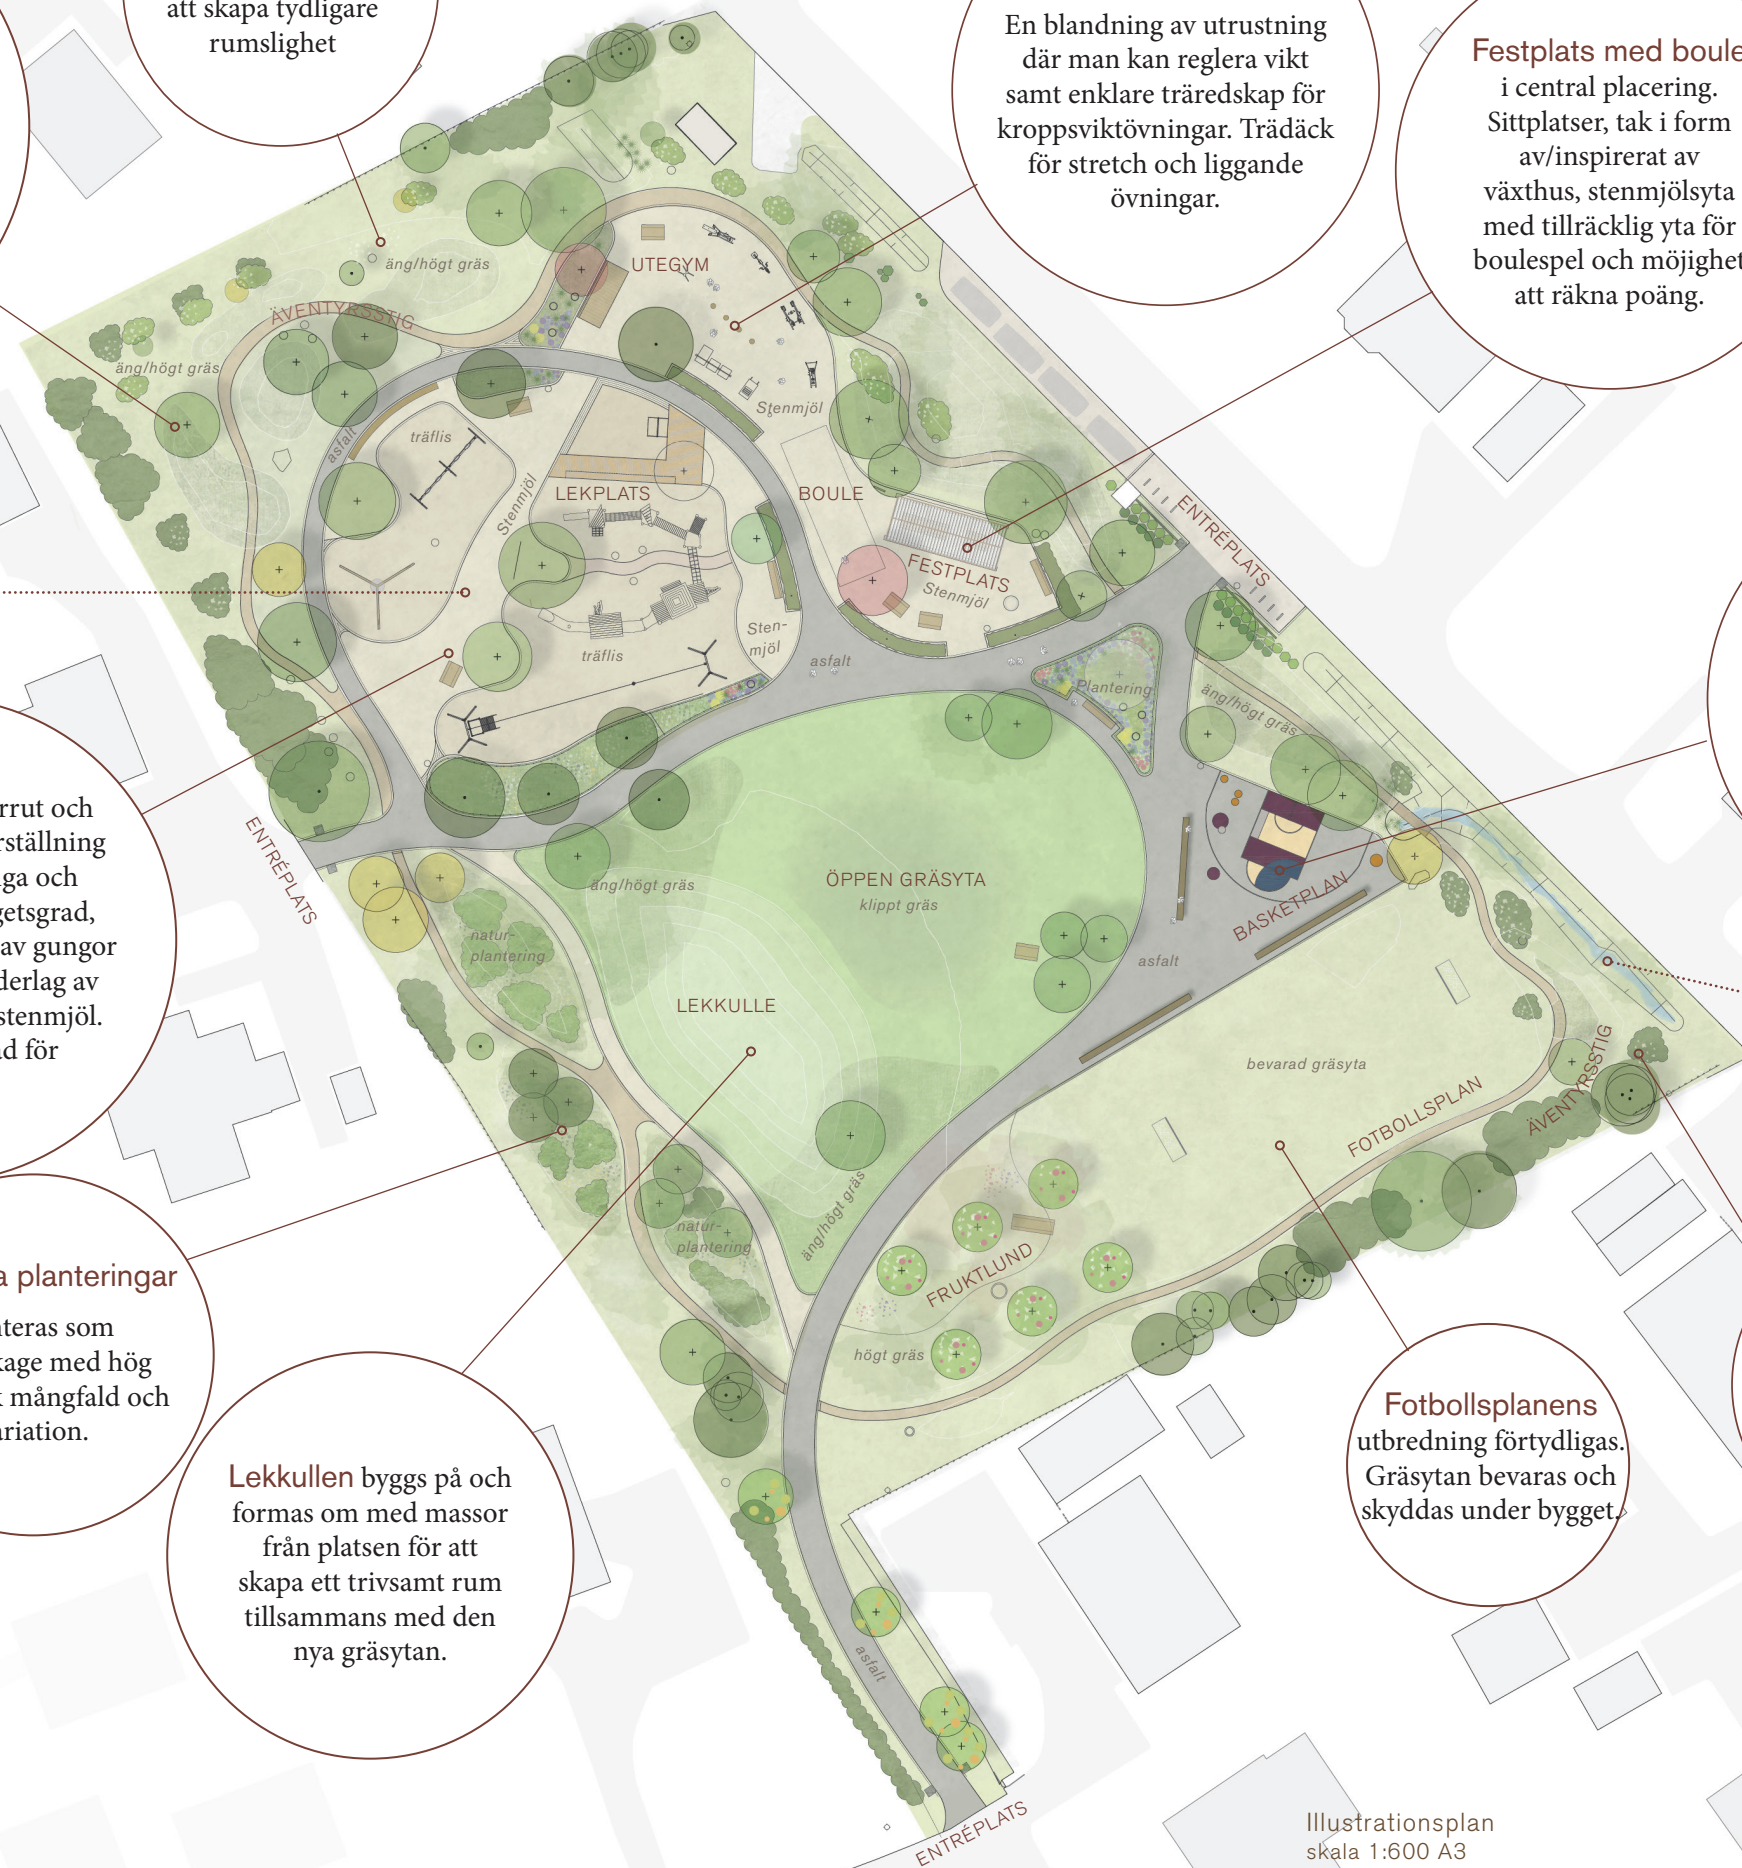 att skapa tydligare
rumslighet
En blandning av utrustning
där man kan reglera vikt
samt enklare träredskap för
kroppsviktövningar. Trädäck
för stretch och liggande
övningar.
Festplats med boule
i central placering.
Sittplatser, tak i form
av/inspirerat av
växthus, stenmjölsyta
med tillräcklig yta för
boulespel och möjighet
att räkna poäng.
äng/högt gräs
UTEGYM
ÄVENTYRSSTIG
äng/högt gräs
Stenmjöl
träflis
asfalt
LEKPLATS
Stenmjöl
BOULE
ENTRÉPLATS
FESTPLATS
Stenmjöl
Sten-
mjöl
träflis
asfalt
Plantering
äng/högt gräs
rrut och
rställning
iga och
getsgrad,
av gungor
derlag av
stenmjöl.
ad för
ENTRÉPLATS
äng/högt gräs
ÖPPEN GRÄSYTA
klippt gräs
BASKETPLAN
natur-
plantering
asfalt
LEKKULLE
bevarad gräsyta
ÄVENTYRSSTIG
FOTBOLLSPLAN
äng/högt gräs
natur-
plantering
FRUKTLUND
högt gräs
a planteringar
nteras som
kage med hög
k mångfald och
ariation.
Lekkullen byggs på och
formas om med massor
från platsen för att
skapa ett trivsamt rum
tillsammans med den
nya gräsytan.
Fotbollsplanens
utbredning förtydligas.
Gräsytan bevaras och
skyddas under bygget.
asfalt
ENTRÉPLATS
Illustrationsplan
skala 1:600 A3